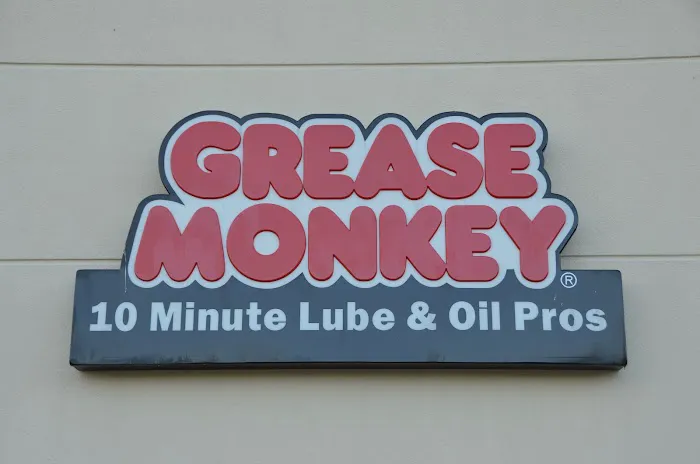 GREASE
MONKEY
®
10 Minute Lube & Oil Pros